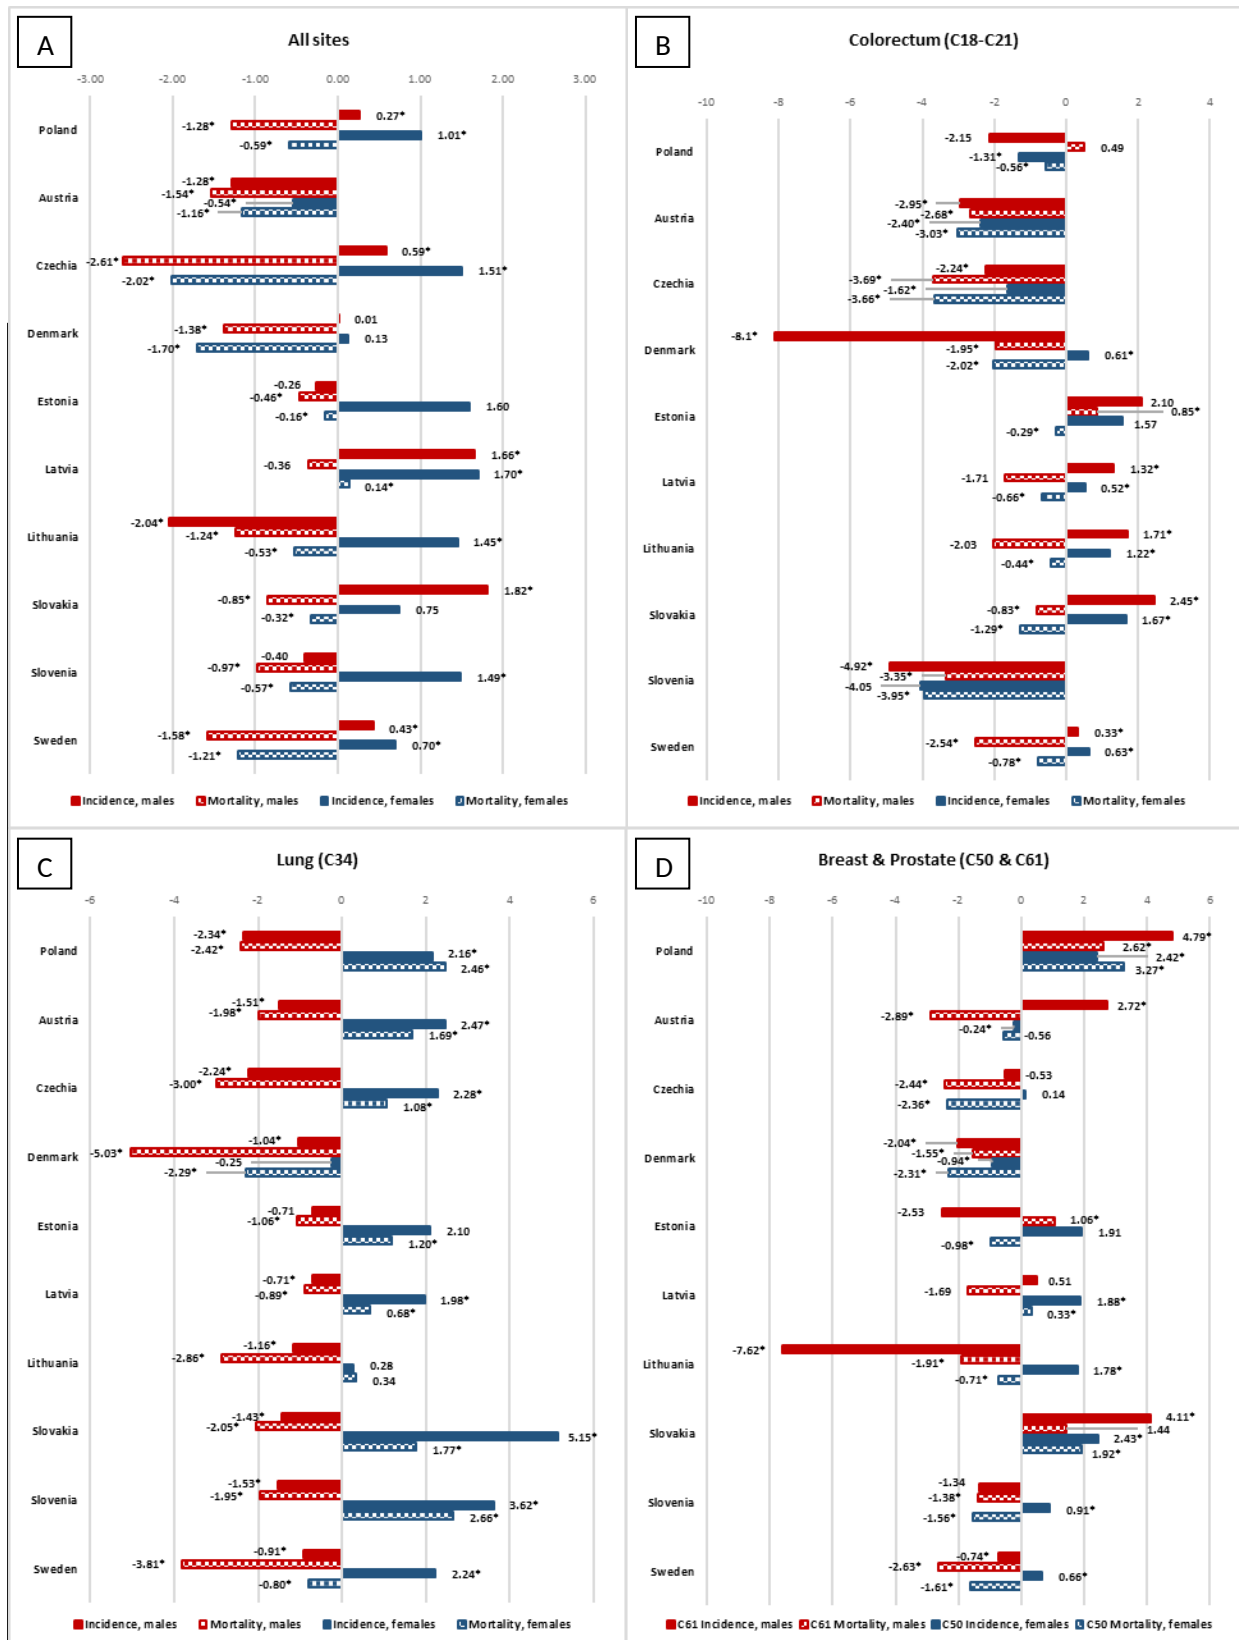 A
All sites
-3.00 -2.00 -1.00 0.00 1.00 2.00 3.00
Poland
0.27*
-1.28*
1.01*
-0.59*
Austria
-1.28*
-1.54*
-0.54*
-1.16*
Czechia
0.59*
-2.61*
1.51*
-2.02*
Denmark
0.01
-1.38*
0.13
-1.70*
Estonia
-0.26
-0.46*
1.60
-0.16*
Latvia
1.66*
-0.36
1.70*
0.14*
Lithuania
-2.04*
-1.24*
1.45*
-0.53*
Slovakia
1.82*
-0.85*
0.75
-0.32*
Slovenia
-0.40
-0.97*
1.49*
-0.57*
Sweden
0.43*
-1.58*
0.70*
-1.21*
Incidence, males Mortality, males Incidence, females Mortality, females
B
Colorectum (C18-C21)
-10 -8 -6 -4 -2 0 2 4
Poland
-2.15
0.49
-1.31*
-0.56*
Austria
-2.95*
-2.68*
-2.40*
-3.03*
Czechia
-2.24*
-3.69*
-1.62*
-3.66*
Denmark
-8.1*
-1.95*
0.61*
-2.02*
Estonia
2.10
0.85*
1.57
-0.29*
Latvia
1.32*
-1.71
0.52*
-0.66*
Lithuania
1.71*
-2.03
1.22*
-0.44*
Slovakia
2.45*
-0.83*
1.67*
-1.29*
Slovenia
-4.92*
-3.35*
-4.05
-3.95*
Sweden
0.33*
-2.54*
0.63*
-0.78*
Incidence, males Mortality, males Incidence, females Mortality, females
C
Lung (C34)
-6 -4 -2 0 2 4 6
Poland
-2.34*
-2.42*
2.16*
2.46*
Austria
-1.51*
-1.98*
2.47*
1.69*
Czechia
-2.24*
-3.00*
2.28*
1.08*
Denmark
-1.04*
-5.03*
-0.25
-2.29*
Estonia
-0.71
-1.06*
2.10
1.20*
Latvia
-0.71*
-0.89*
1.98*
0.68*
Lithuania
-1.16*
-2.86*
0.28
0.34
Slovakia
-1.43*
-2.05*
5.15*
1.77*
Slovenia
-1.53*
-1.95*
3.62*
2.66*
Sweden
-0.91*
-3.81*
2.24*
-0.80*
Incidence, males Mortality, males Incidence, females Mortality, females
D
Breast & Prostate (C50 & C61)
-10 -8 -6 -4 -2 0 2 4 6
Poland
4.79*
2.62*
2.42*
3.27*
Austria
2.72*
-2.89*
-0.24*
-0.56
Czechia
-0.53
-2.44*
0.14
-2.36*
Denmark
-2.04*
-1.55*
-0.94*
-2.31*
Estonia
-2.53
1.06*
1.91
-0.98*
Latvia
0.51
-1.69
1.88*
0.33*
Lithuania
-7.62*
-1.91*
1.78*
-0.71*
Slovakia
4.11*
1.44
2.43*
1.92*
Slovenia
-1.34
-1.38*
0.91*
-1.56*
Sweden
-0.74*
-2.63*
0.66*
-1.61*
C61 Incidence, males C61 Mortality, males C50 Incidence, females C50 Mortality, females